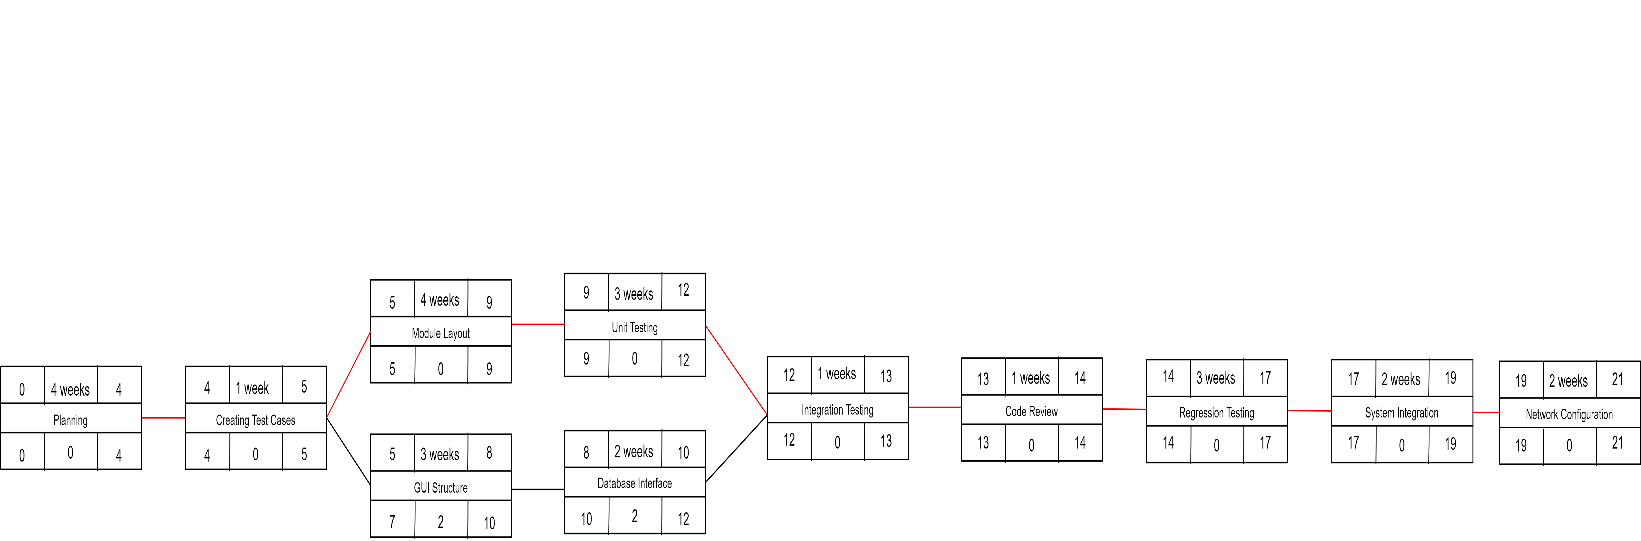 0 4 weeks 4
Planning
0 0 4
4 1 week 5
Creating Test Cases
4 0 5
5 4 weeks 9
Module Layout
5 0 9
5 3 weeks 8
GUI Structure
7 2 10
9 3 weeks 12
Unit Testing
9 0 12
8 2 weeks 10
Database Interface
10 2 12
12 1 weeks 13
Integration Testing
12 0 13
13 1 weeks 14
Code Review
13 0 14
14 3 weeks 17
Regression Testing
14 0 17
17 2 weeks 19
System Integration
17 0 19
19 2 weeks 21
Network Configuration
19 0 21